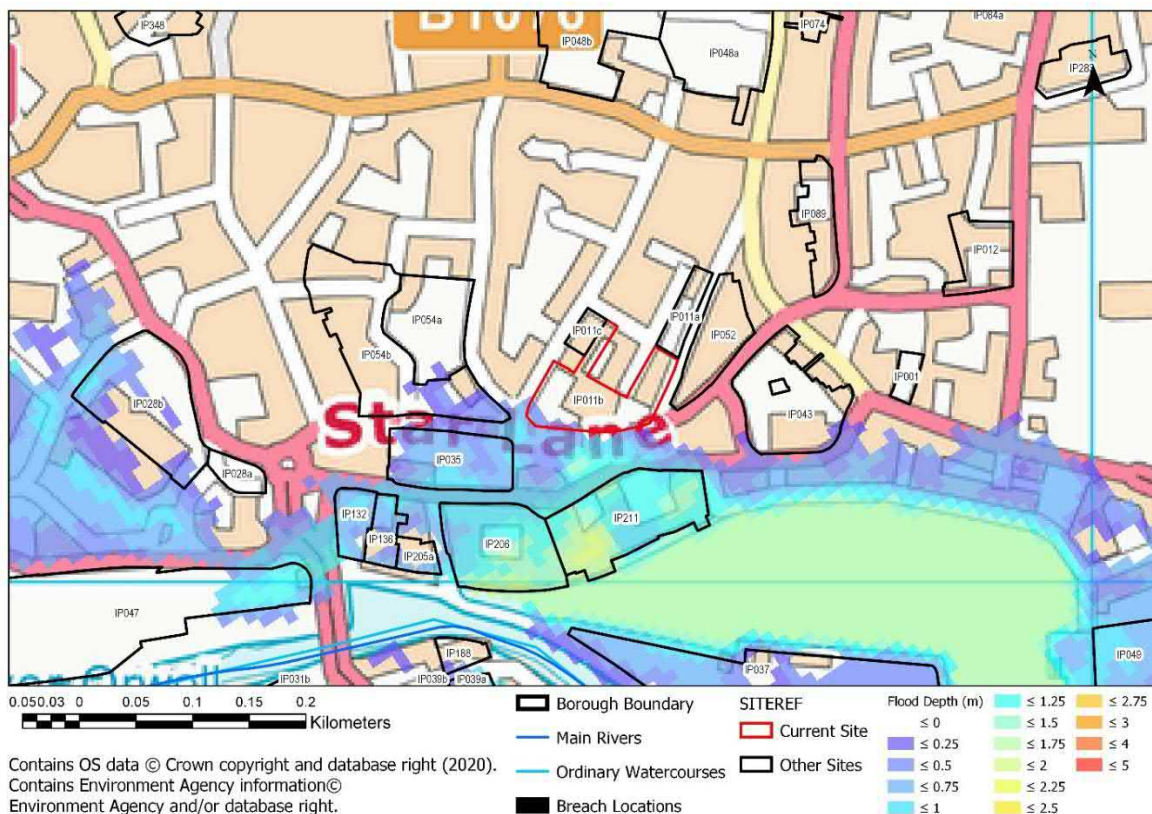 B1076
IP348
IP048b
IP048a
IP074
IP084a
IP283
N
IP089
IP012
IP054a
IP011c
IP011a
IP052
IP054b
IP011b
IP001
IP028b
IP043
Star Lane
IP035
IP028a
IP132
IP136
IP205a
IP206
IP211
IP047
IP188
IP037
IP049
IP031b
IP039b
IP039a
0.050.03 0 0.05 0.1 0.15 0.2
Kilometers
Contains OS data © Crown copyright and database right (2020).
Contains Environment Agency information©
Environment Agency and/or database right.
Borough Boundary
Main Rivers
Ordinary Watercourses
Breach Locations
SITEREF
Current Site
Other Sites
Flood Depth (m)
≤ 0
≤ 0.25
≤ 0.5
≤ 0.75
≤ 1
≤ 1.25
≤ 1.5
≤ 1.75
≤ 2
≤ 2.25
≤ 2.5
≤ 2.75
≤ 3
≤ 4
≤ 5